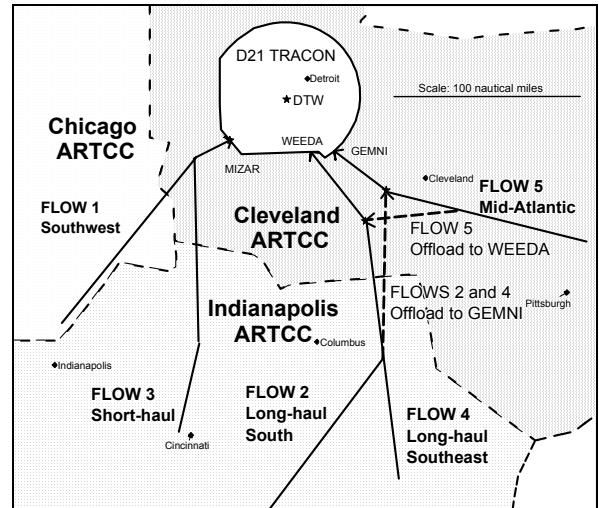 D21 TRACON
Detroit
DTW
Scale: 100 nautical miles
WEEDA
GEMNI
Chicago
ARTCC
MIZAR
Cleveland
FLOW 5
Mid-Atlantic
FLOW 1
Southwest
Cleveland
ARTCC
FLOW 5
Offload to WEEDA
FLOWS 2 and 4
Offload to GEMNI
Pittsburgh
Indianapolis
ARTCC
Columbus
Indianapolis
FLOW 3
Short-haul
FLOW 2
Long-haul
South
FLOW 4
Long-haul
Southeast
Cincinnati